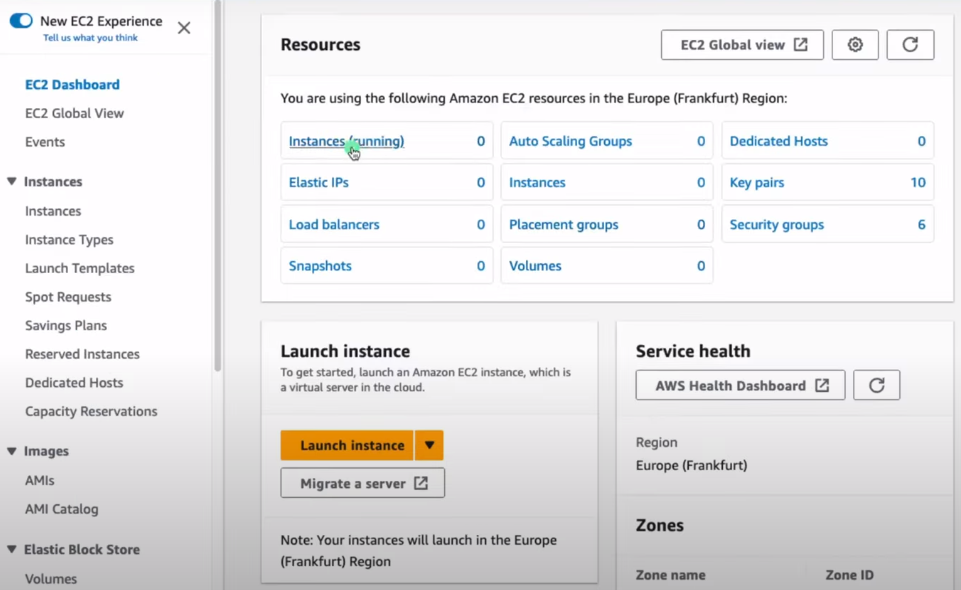 New EC2 Experience
Tell us what you think
EC2 Dashboard
EC2 Global View
Events
Instances
Instances
Instance Types
Launch Templates
Spot Requests
Savings Plans
Reserved Instances
Dedicated Hosts
Capacity Reservations
Images
AMIs
AMI Catalog
Elastic Block Store
Volumes
Resources
EC2 Global view
You are using the following Amazon EC2 resources in the Europe (Frankfurt) Region:
Instances (running) 0
Auto Scaling Groups 0
Dedicated Hosts 0
Elastic IPs 0
Instances 0
Key pairs 10
Load balancers 0
Placement groups 0
Security groups 6
Snapshots 0
Volumes 0
Launch instance
To get started, launch an Amazon EC2 instance, which is
a virtual server in the cloud.
Launch instance
Migrate a server
Note: Your instances will launch in the Europe
(Frankfurt) Region
Service health
AWS Health Dashboard
Region
Europe (Frankfurt)
Zones
Zone name Zone ID